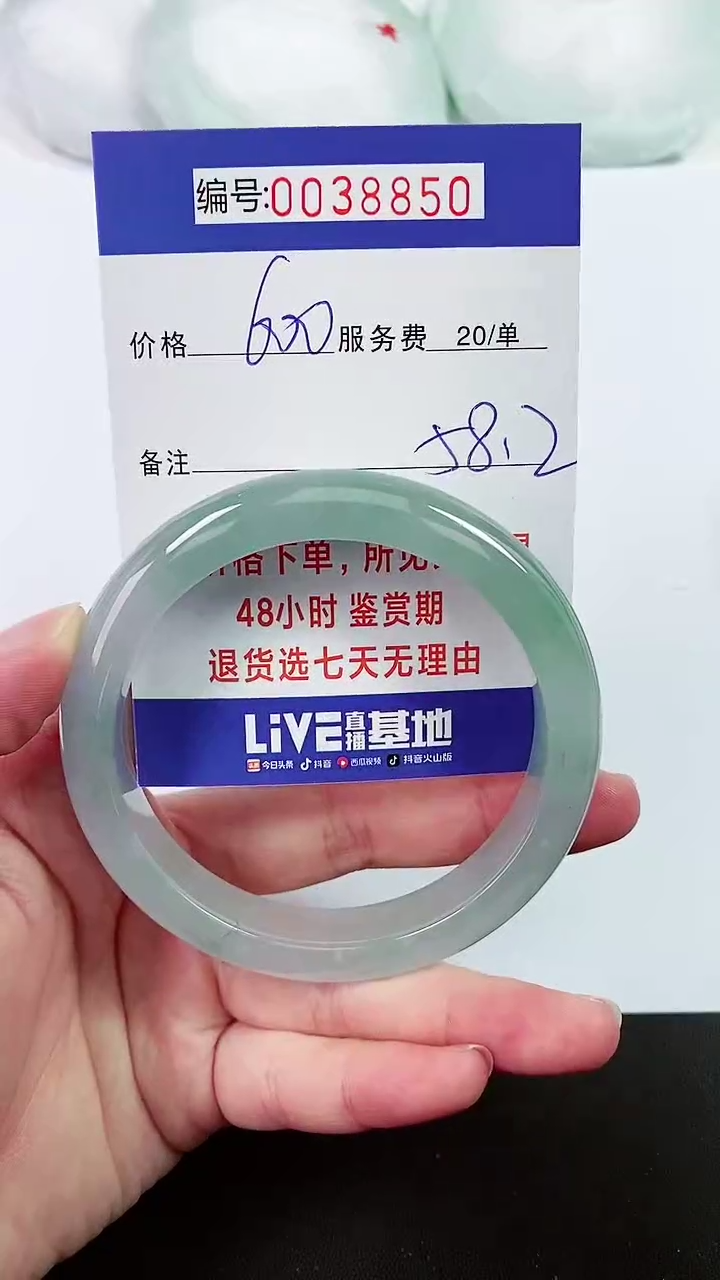 编号:0038850
价格 600 服务费 20/单
备注 58.2
格下单，所见
48小时 鉴赏期
退货选七天无理由
LiVE直播基地
今日头条 抖音 西瓜视频 抖音火山版